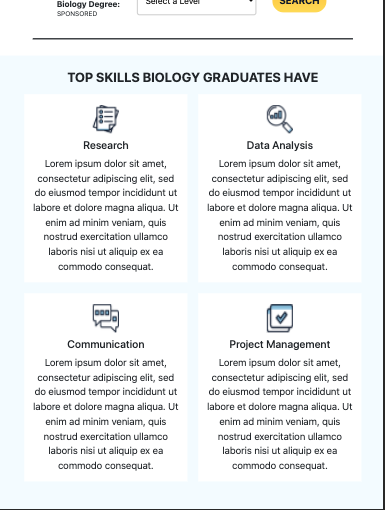 Biology Degree:
SPONSORED
Select a Level
SEARCH
TOP SKILLS BIOLOGY GRADUATES HAVE
Research
Lorem ipsum dolor sit amet,
consectetur adipiscing elit, sed
do eiusmod tempor incididunt ut
labore et dolore magna aliqua. Ut
enim ad minim veniam, quis
nostrud exercitation ullamco
laboris nisi ut aliquip ex ea
commodo consequat.
Data Analysis
Lorem ipsum dolor sit amet,
consectetur adipiscing elit, sed
do eiusmod tempor incididunt ut
labore et dolore magna aliqua. Ut
enim ad minim veniam, quis
nostrud exercitation ullamco
laboris nisi ut aliquip ex ea
commodo consequat.
Communication
Lorem ipsum dolor sit amet,
consectetur adipiscing elit, sed
do eiusmod tempor incididunt ut
labore et dolore magna aliqua. Ut
enim ad minim veniam, quis
nostrud exercitation ullamco
laboris nisi ut aliquip ex ea
commodo consequat.
Project Management
Lorem ipsum dolor sit amet,
consectetur adipiscing elit, sed
do eiusmod tempor incididunt ut
labore et dolore magna aliqua. Ut
enim ad minim veniam, quis
nostrud exercitation ullamco
laboris nisi ut aliquip ex ea
commodo consequat.